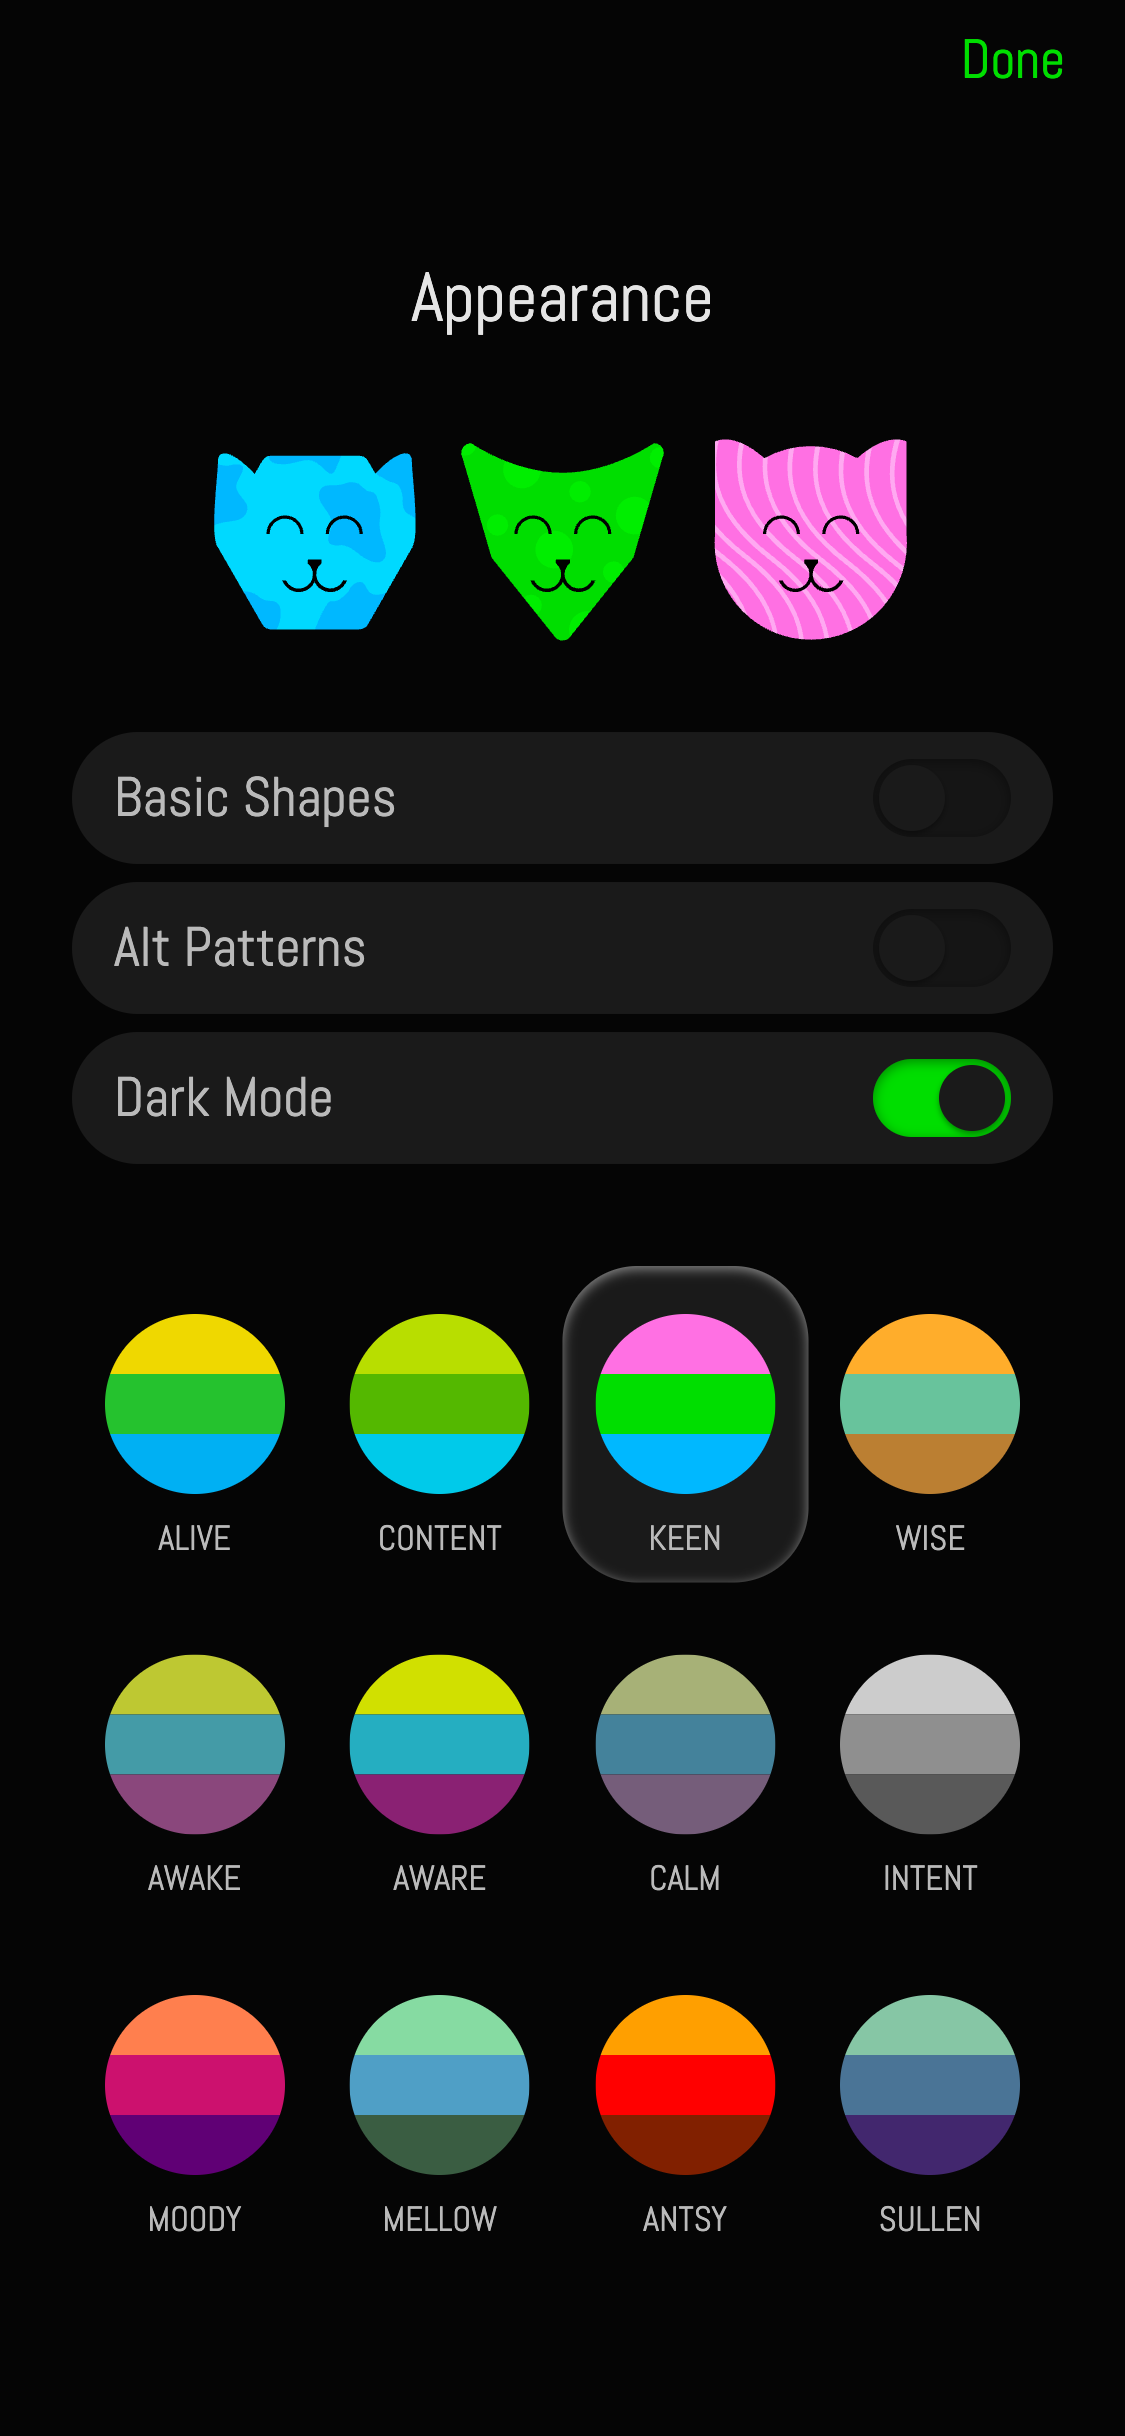 Done
Appearance
Basic Shapes
Alt Patterns
Dark Mode
ALIVE
CONTENT
KEEN
WISE
AWAKE
AWARE
CALM
INTENT
MOODY
MELLOW
ANTSY
SULLEN